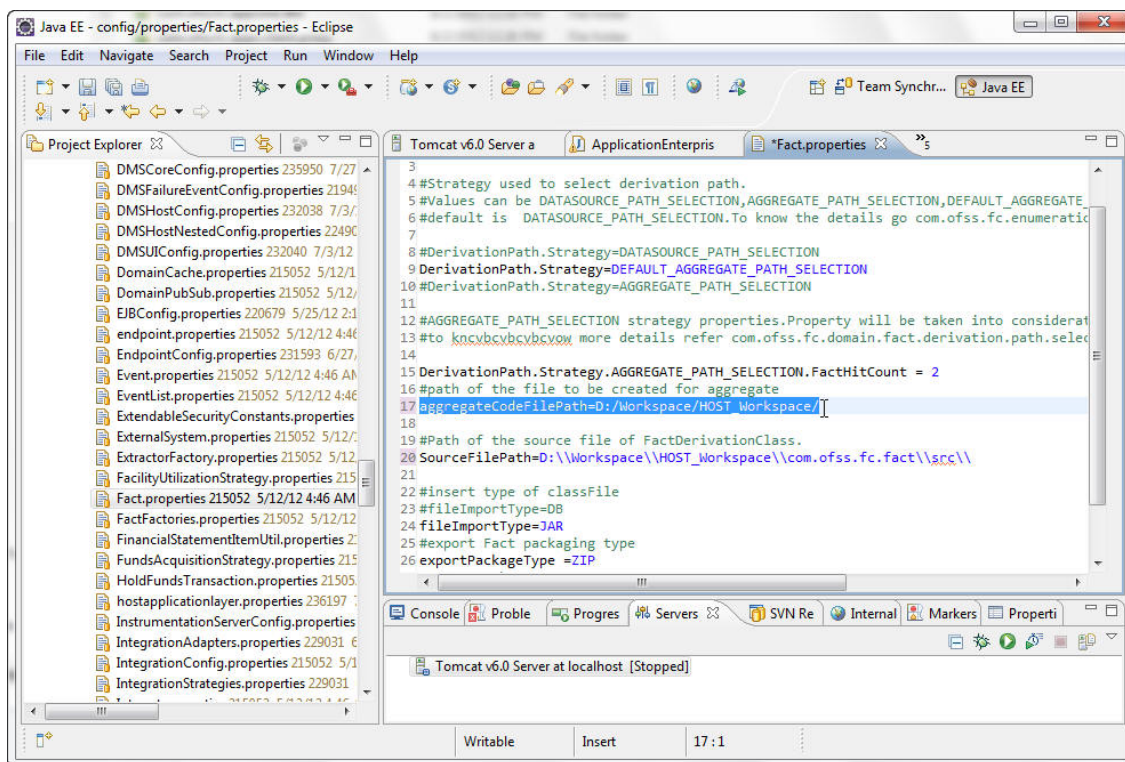 Java EE - config/properties/Fact.properties - Eclipse
File Edit Navigate Search Project Run Window Help
Team Synchr... Java EE
Project Explorer
DMSCoreConfig.properties 235950 7/27
DMSFailureEventConfig.properties 21949
DMSHostConfig.properties 232038 7/3/
DMSHostNestedConfig.properties 22490
DMSUIConfig.properties 232040 7/3/12
DomainCache.properties 215052 5/12/1
DomainPubSub.properties 215052 5/12/
EJBConfig.properties 220679 5/25/12 2:1
endpoint.properties 215052 5/12/12 4:46
EndpointConfig.properties 231593 6/27/
Event.properties 215052 5/12/12 4:46 AM
EventList.properties 215052 5/12/12 4:46
ExtendableSecurityConstants.properties
ExternalSystem.properties 215052 5/12/
ExtractorFactory.properties 215052 5/12
FacilityUtilizationStrategy.properties 215
Fact.properties 215052 5/12/12 4:46 AM
FactFactories.properties 215052 5/12/12
FinancialStatementItemUtil.properties 2
FundsAcquisitionStrategy.properties 215
HoldFundsTransaction.properties 21505
hostapplicationlayer.properties 236197
InstrumentationServerConfig.properties
IntegrationAdapters.properties 229031 6
IntegrationConfig.properties 215052 5/1
IntegrationStrategies.properties 229031
Tomcat v6.0 Server a ApplicationEnterpris *Fact.properties »5
3
4 #Strategy used to select derivation path.
5 #Values can be DATASOURCE_PATH_SELECTION,AGGREGATE_PATH_SELECTION,DEFAULT_AGGREGATE_
6 #default is DATASOURCE_PATH_SELECTION.To know the details go com.ofss.fc.enumeratic
7
8 #DerivationPath.Strategy=DATASOURCE_PATH_SELECTION
9 DerivationPath.Strategy=DEFAULT_AGGREGATE_PATH_SELECTION
10 #DerivationPath.Strategy=AGGREGATE_PATH_SELECTION
11
12 #AGGREGATE_PATH_SELECTION strategy properties.Property will be taken into considerat
13 #to kncvbcvbcvbcvow more details refer com.ofss.fc.domain.fact.derivation.path.selec
14
15 DerivationPath.Strategy.AGGREGATE_PATH_SELECTION.FactHitCount = 2
16 #path of the file to be created for aggregate
17 aggregateCodeFilePath=D:/Workspace/HOST_Workspace/
18
19 #Path of the source file of FactDerivationClass.
20 SourceFilePath=D:\\Workspace\\HOST_Workspace\\com.ofss.fc.fact\\src\\
21
22 #insert type of classFile
23 #fileImportType=DB
24 fileImportType=JAR
25 #export Fact packaging type
26 exportPackageType =ZIP
Console Proble Progres Servers SVN Re Internal Markers Properti
Tomcat v6.0 Server at localhost [Stopped]
Writable Insert 17 : 1